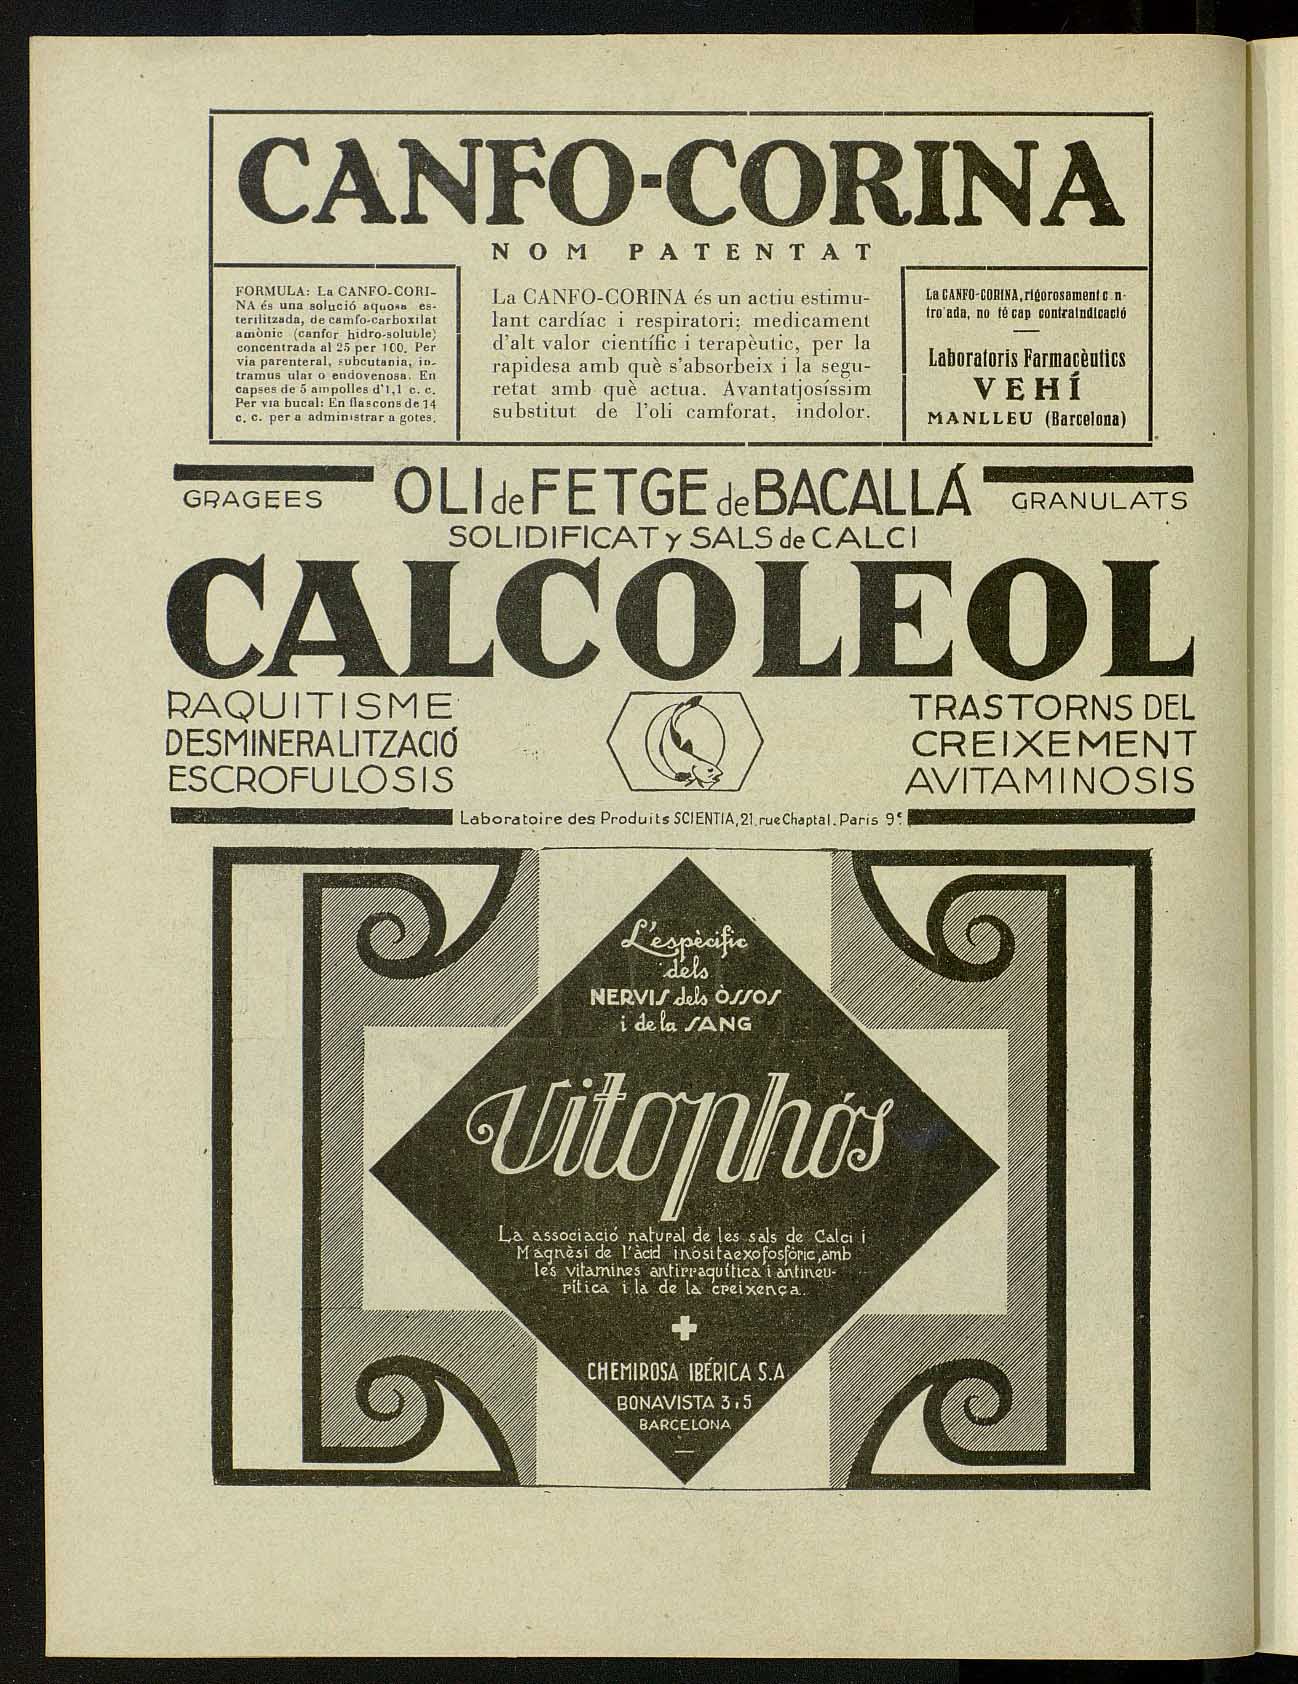 CANFO-CORINA
NOM PATENTAT
FORMULA: La CANFO-CORI-
NA és una solució aquosa es-
terilitzada, de camfo-carboxilat
amònic (canfor hidro-soluble)
concentrada al 25 per 100. Per
via parenteral, subcutania, in-
tramus ular o endovenosa. En
capses de 5 ampolles d'1,1 c. c.
Per via bucal: En flascons de 14
c. c. per a administrar a gotes.
La CANFO-CORINA és un actiu estimu-
lant cardíac i respiratori; medicament
d'alt valor científic i terapèutic, per la
rapidesa amb què s'absorbeix i la segu-
retat amb què actua. Avantatjosíssim
substitut de l'oli camforat, indolor.
La CANFO-CORINA, rigorosament c n-
tro ada, no té cap contraindicació
Laboratoris Farmacèutics
VEHÍ
MANLLEU (Barcelona)
GRAGEES
OLI de FETGE de BACALLÁ
GRANULATS
SOLIDIFICAT y SALS de CALCI
CALCOLEOL
RAQUITISME
DESMINERALITZACIÓ
ESCROFULOSIS
TRASTORNS DEL
CREIXEMENT
AVITAMINOSIS
Laboratoire des Produits SCIENTIA, 21, rue Chaptal. Paris 9e.
L'espècific
dels
NERVIS dels ÒSSOS
i de la SANG
Vitophós
La associació natural de les sals de Calci i
Magnèsi de l'àcid inositaexofosfòric, amb
les vitamines antirraquítica i antineu-
rítica i la de la creixença.
CHEMIROSA IBÉRICA S.A
BONAVISTA 3 i 5
BARCELONA